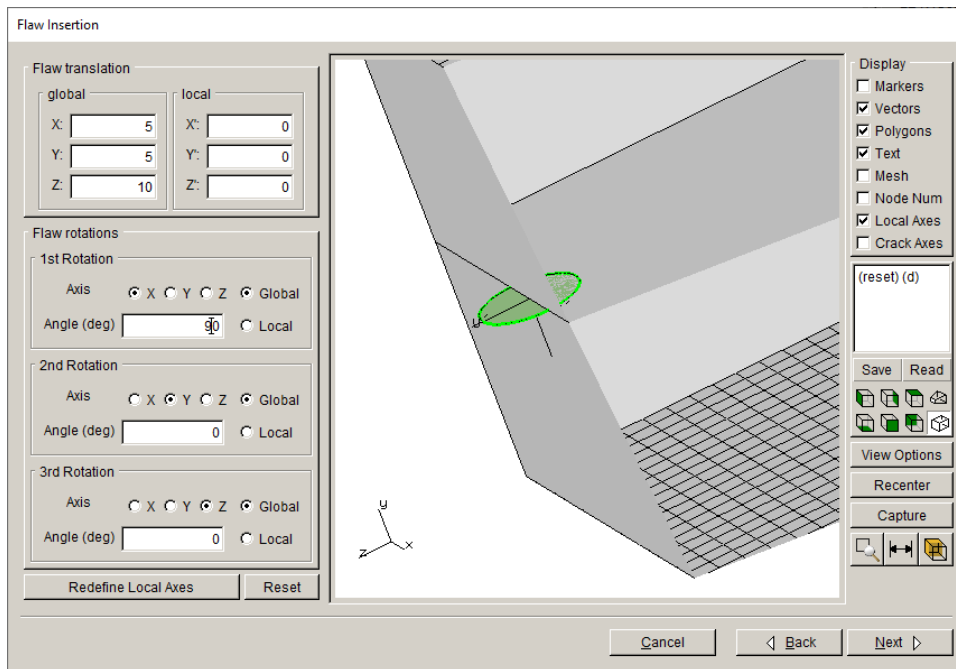 Flaw Insertion
Flaw translation
global
local
X: 5
X': 0
Y: 5
Y': 0
Z: 10
Z': 0
Flaw rotations
1st Rotation
Axis X Y Z Global
Angle (deg) 90 Local
2nd Rotation
Axis X Y Z Global
Angle (deg) 0 Local
3rd Rotation
Axis X Y Z Global
Angle (deg) 0 Local
Redefine Local Axes
Reset
y'
y
z
x
Display
Markers
Vectors
Polygons
Text
Mesh
Node Num
Local Axes
Crack Axes
(reset) (d)
Save
Read
View Options
Recenter
Capture
Cancel
Back
Next